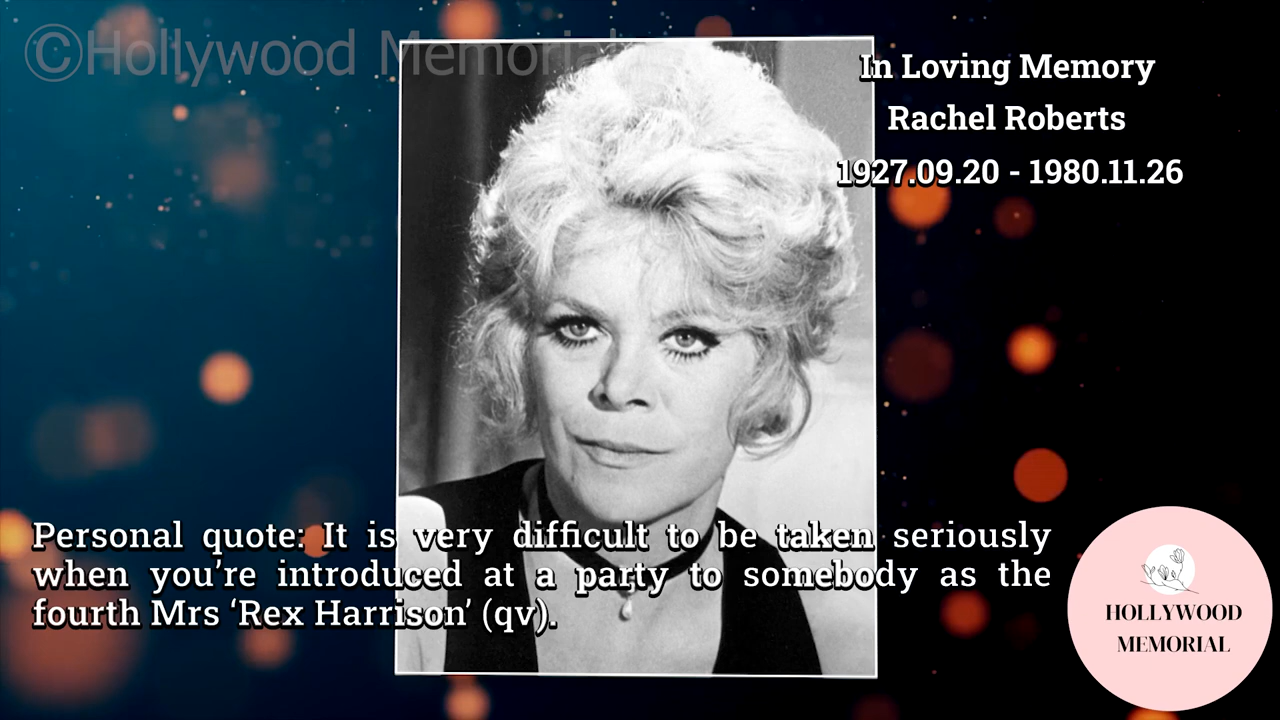 ©Hollywood Memorial
In Loving Memory
Rachel Roberts
1927.09.20 - 1980.11.26
Personal quote: It is very difficult to be taken seriously
when you're introduced at a party to somebody as the
fourth Mrs ‘Rex Harrison’ (qv).
HOLLYWOOD
MEMORIAL